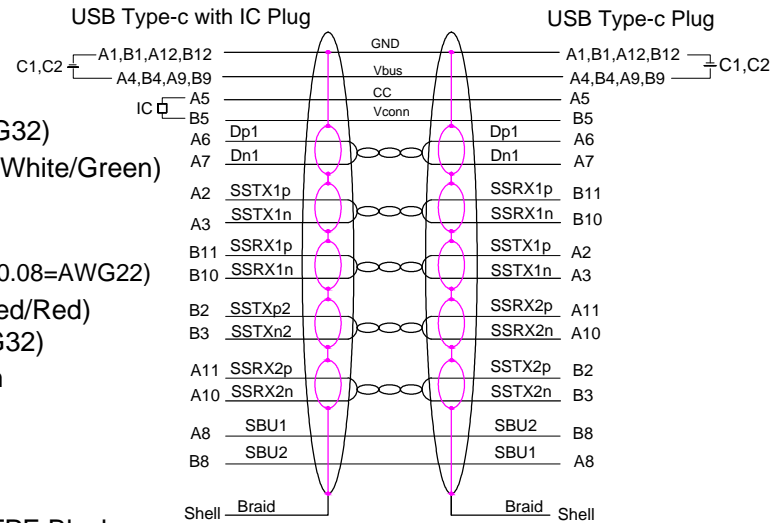 USB Type-c with IC Plug USB Type-c Plug
GND
A1,B1,A12,B12 A1,B1,A12,B12
C1,C2 C1,C2
Vbus
A4,B4,A9,B9 A4,B4,A9,B9
CC
A5 A5
IC
Vconn
B5 B5
G32)
Dp1 Dp1
A6 A6
White/Green)
Dn1 Dn1
A7 A7
A2 SSTX1p SSRX1p B11
A3 SSTX1n SSRX1n B10
B11 SSRX1p SSTX1p A2
0.08=AWG22)
B10 SSRX1n SSTX1n A3
ed/Red)
B2 SSTXp2 SSRX2p A11
B3 SSTXn2 SSRX2n A10
G32)
A11 SSRX2p SSTX2p B2
A10 SSRX2n SSTX2n B3
A8 SBU1 SBU2 B8
B8 SBU2 SBU1 A8
Shell Braid Braid Shell